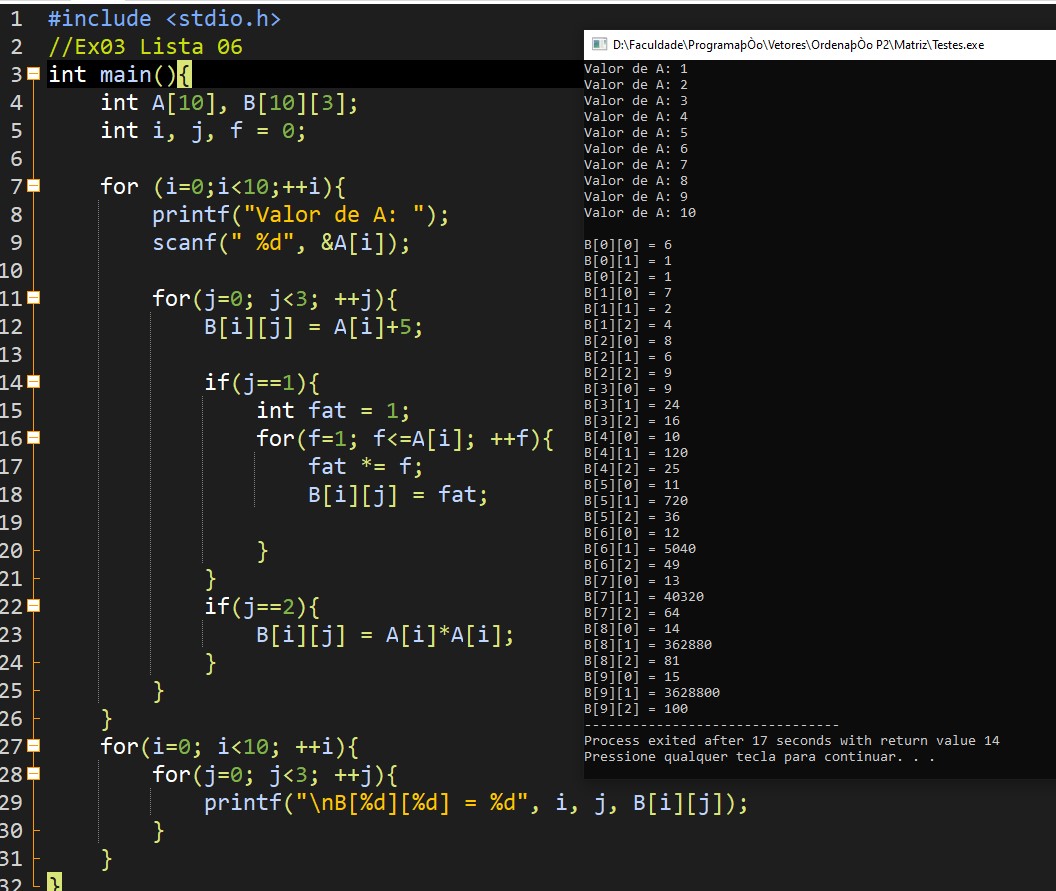 1 #include <stdio.h>
2 //Ex03 Lista 06
3 int main(){
4 int A[10], B[10][3];
5 int i, j, f = 0;
6
7 for (i=0;i<10;++i){
8 printf("Valor de A: ");
9 scanf(" %d", &A[i]);
10
11 for(j=0; j<3; ++j){
12 B[i][j] = A[i]+5;
13
14 if(j==1){
15 int fat = 1;
16 for(f=1; f<=A[i]; ++f){
17 fat *= f;
18 B[i][j] = fat;
19
20 }
21 }
22 if(j==2){
23 B[i][j] = A[i]*A[i];
24 }
25 }
26 }
27 for(i=0; i<10; ++i){
28 for(j=0; j<3; ++j){
29 printf("\nB[%d][%d] = %d", i, j, B[i][j]);
30 }
31 }
32 }
D:\Faculdade\ProgramaþÒo\Vetores\OrdenaþÒo P2\Matriz\Testes.exe
Valor de A: 1
Valor de A: 2
Valor de A: 3
Valor de A: 4
Valor de A: 5
Valor de A: 6
Valor de A: 7
Valor de A: 8
Valor de A: 9
Valor de A: 10
B[0][0] = 6
B[0][1] = 1
B[0][2] = 1
B[1][0] = 7
B[1][1] = 2
B[1][2] = 4
B[2][0] = 8
B[2][1] = 6
B[2][2] = 9
B[3][0] = 9
B[3][1] = 24
B[3][2] = 16
B[4][0] = 10
B[4][1] = 120
B[4][2] = 25
B[5][0] = 11
B[5][1] = 720
B[5][2] = 36
B[6][0] = 12
B[6][1] = 5040
B[6][2] = 49
B[7][0] = 13
B[7][1] = 40320
B[7][2] = 64
B[8][0] = 14
B[8][1] = 362880
B[8][2] = 81
B[9][0] = 15
B[9][1] = 3628800
B[9][2] = 100
--------------------------------
Process exited after 17 seconds with return value 14
Pressione qualquer tecla para continuar. . .